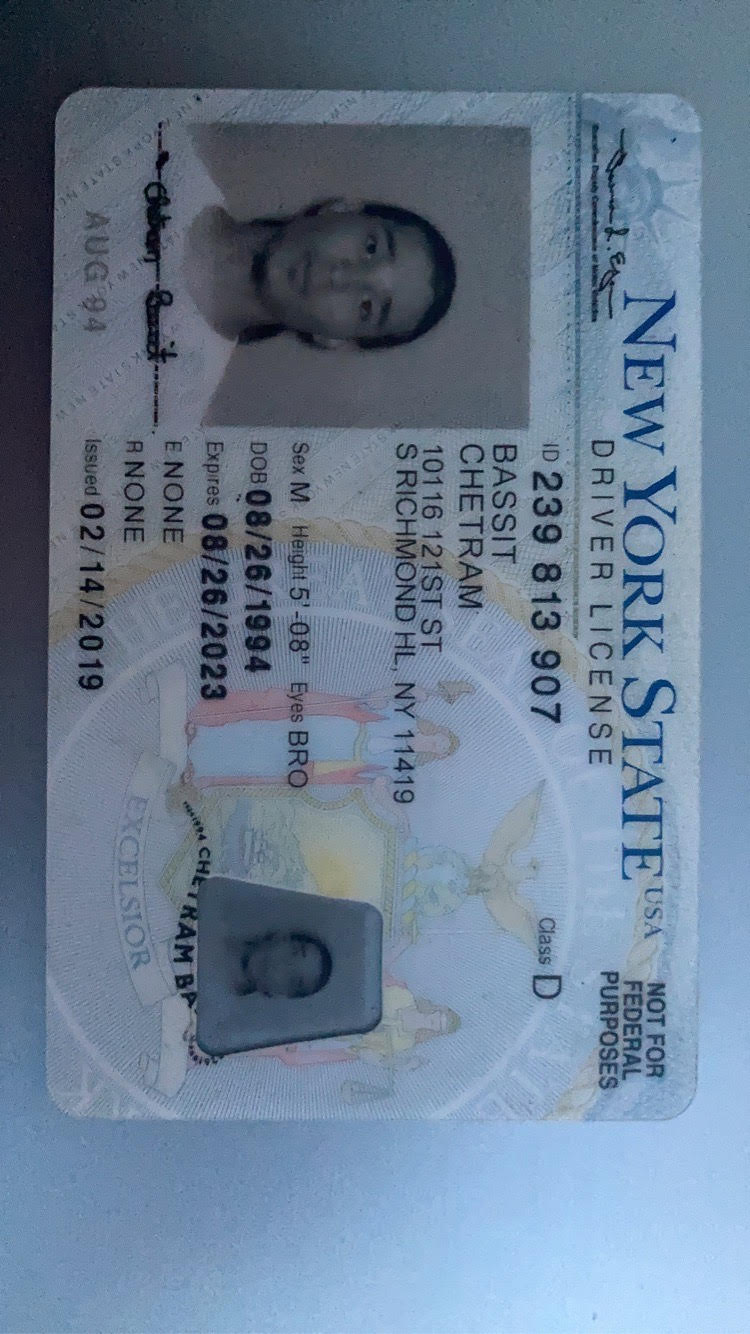 NEW YORK STATE USA
DRIVER LICENSE
NOT FOR
FEDERAL
PURPOSES
ID 239 813 907
Class D
BASSIT
CHETRAM
10116 121ST ST
S RICHMOND HL, NY 11419
Sex M Height 5'-08" Eyes BRO
DOB 08/26/1994
Expires 08/26/2023
E NONE
R NONE
Issued 02/14/2019
AUG 94
CHETRAM BA
EXCELSIOR